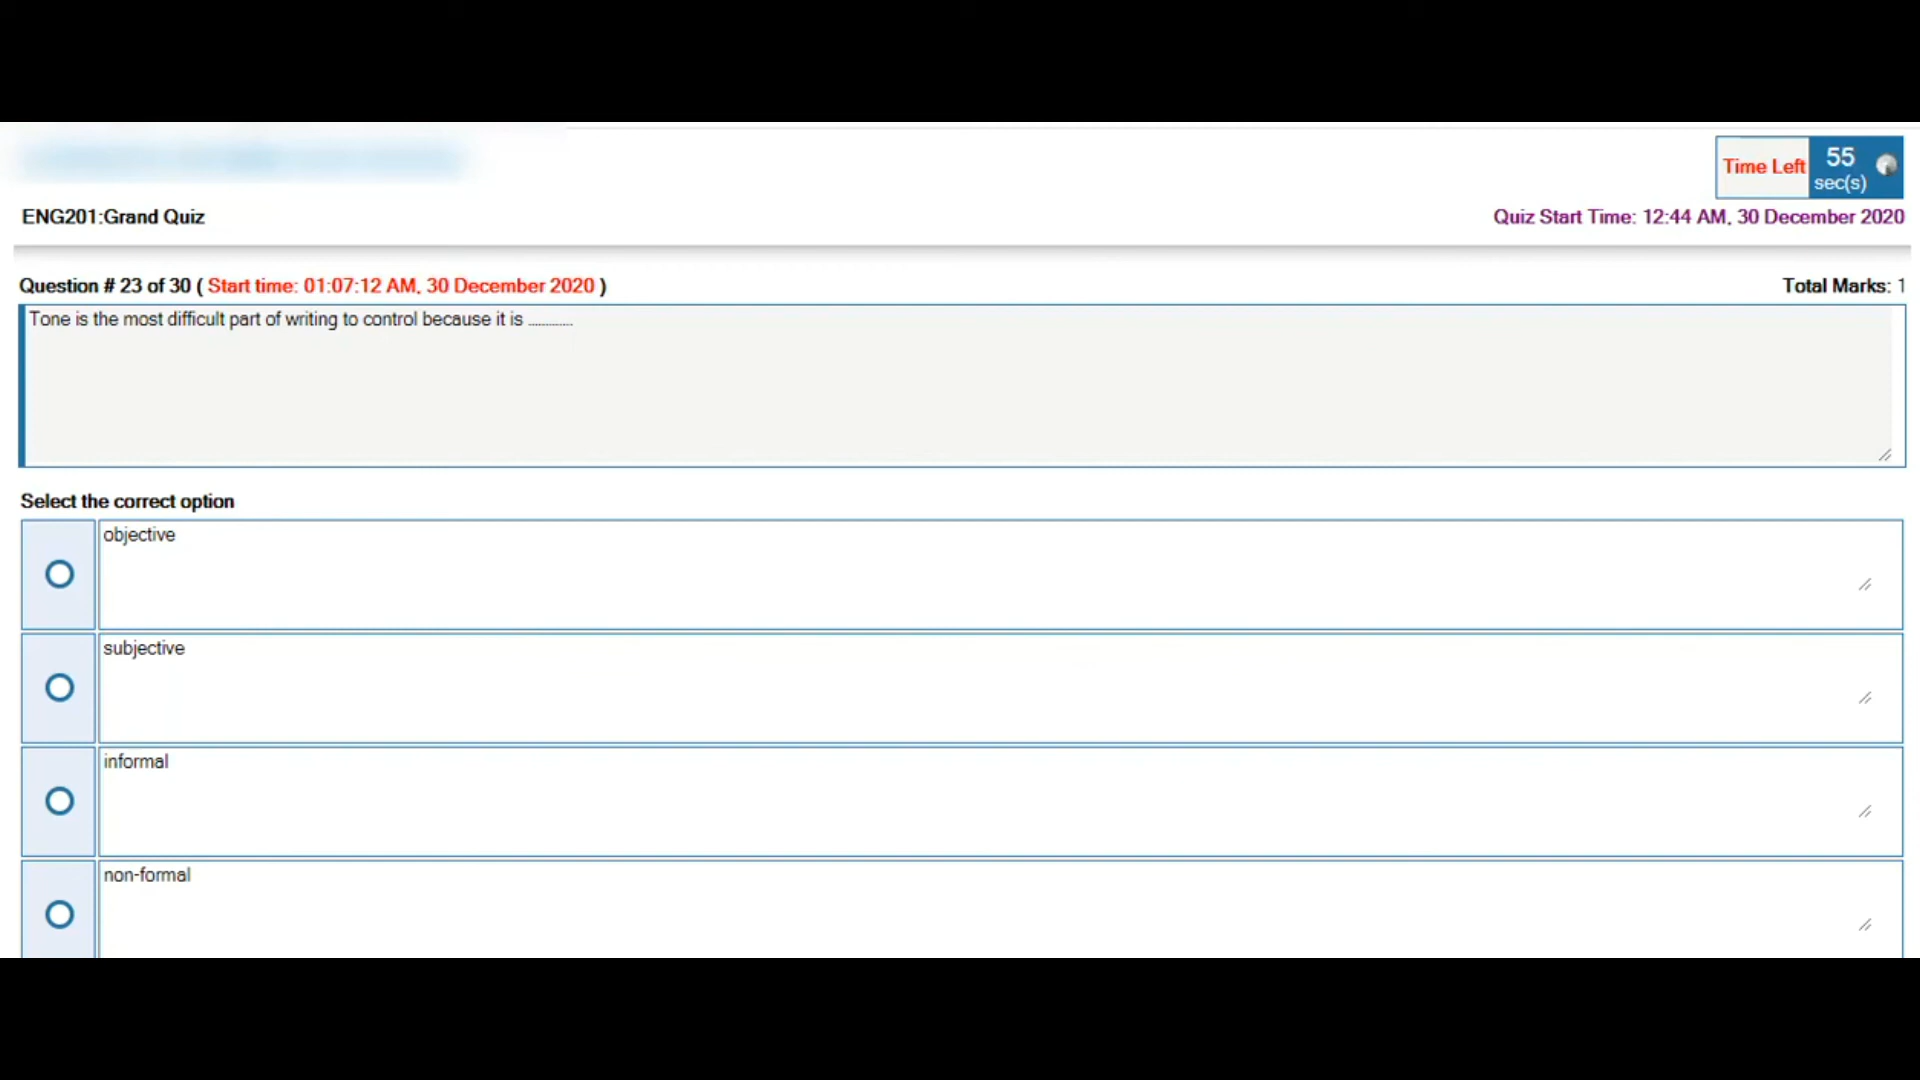 Time Left 55 sec(s)
ENG201:Grand Quiz
Quiz Start Time: 12:44 AM, 30 December 2020
Question # 23 of 30 ( Start time: 01:07:12 AM, 30 December 2020 )
Total Marks: 1
Tone is the most difficult part of writing to control because it is ............
Select the correct option
objective
subjective
informal
non-formal